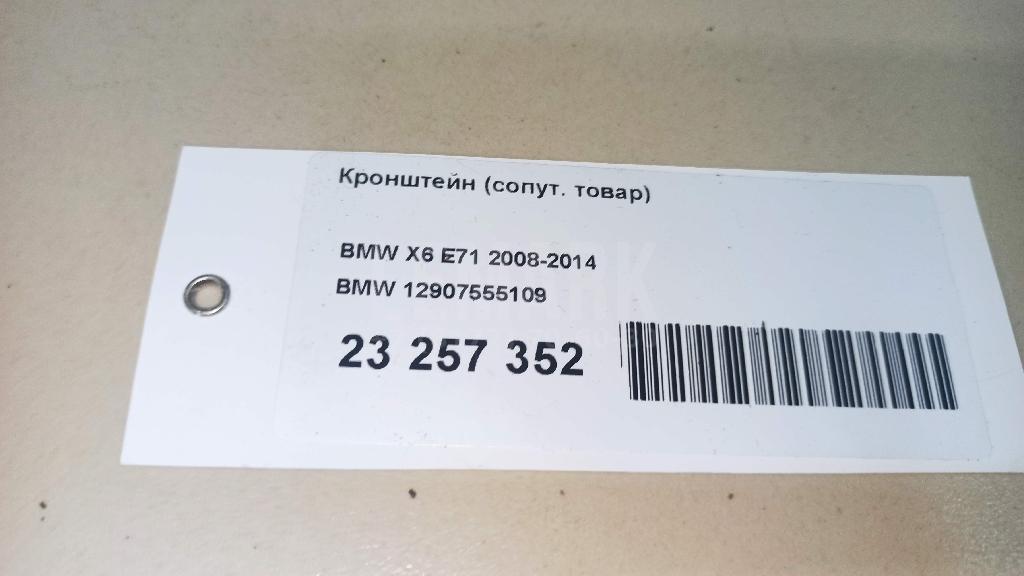 Кронштейн (сопут. товар)
BMW X6 E71 2008-2014
BMW 12907555109
23 257 352